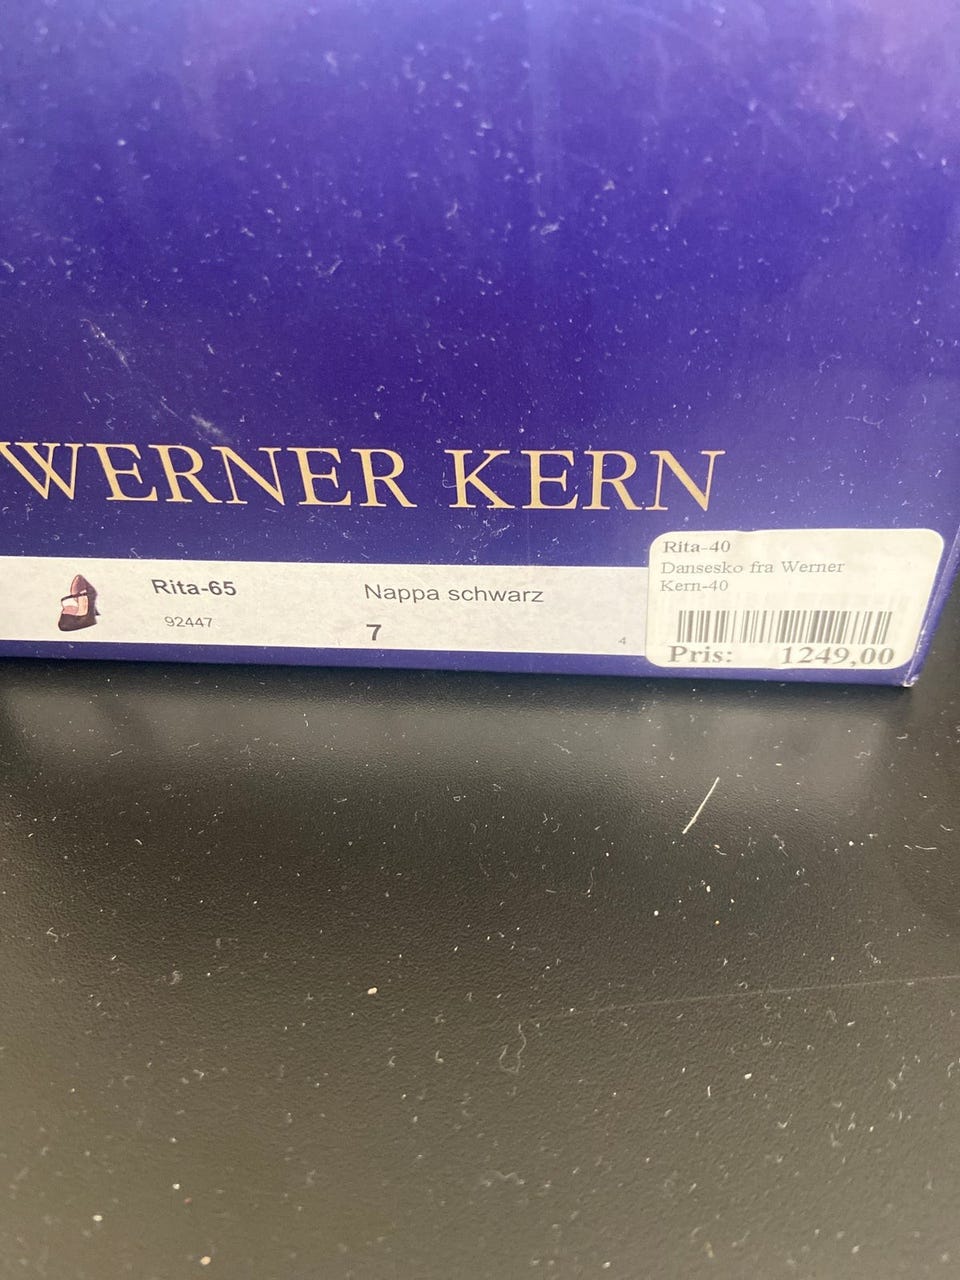 WERNER KERN
Rita-65
92447
Nappa schwarz
7
4
Rita-40
Dansesko fra Werner
Kern-40
Pris: 1249,00